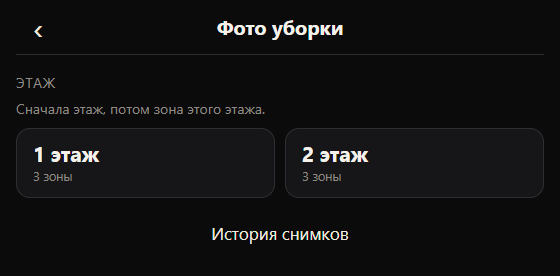 Фото уборки
ЭТАЖ
Сначала этаж, потом зона этого этажа.
1 этаж
3 зоны
2 этаж
3 зоны
История снимков